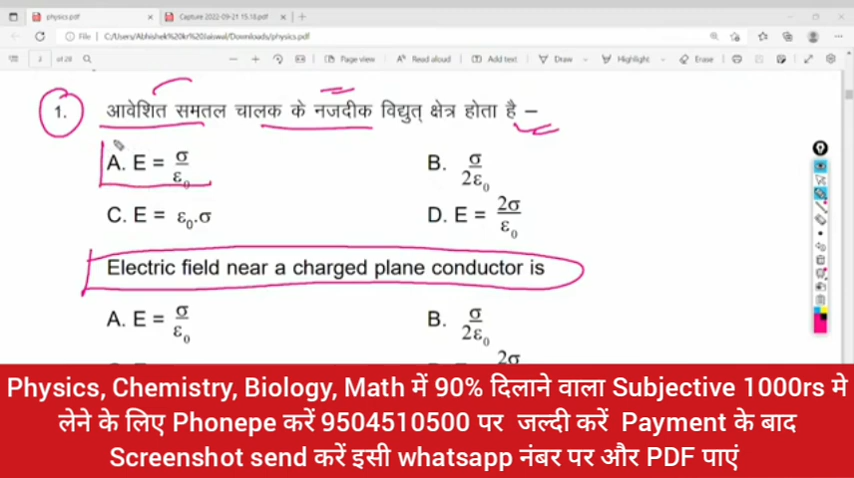 physics.pdf
Capture 2022-09-21 15.18.pdf
File | C:/Users/Abhishek%20kr%20Jaiswal/Downloads/physics.pdf
of 28
Page view
Read aloud
Add text
Draw
Highlight
Erase
1. आवेशित समतल चालक के नजदीक विद्युत् क्षेत्र होता है –
A. E = σ/ε₀ B. σ/2ε₀
C. E = ε₀.σ D. E = 2σ/ε₀
Electric field near a charged plane conductor is
A. E = σ/ε₀ B. σ/2ε₀
2σ
Physics, Chemistry, Biology, Math में 90% दिलाने वाला Subjective 1000rs मे
लेने के लिए Phonepe करें 9504510500 पर जल्दी करें Payment के बाद
Screenshot send करें इसी whatsapp नंबर पर और PDF पाएं